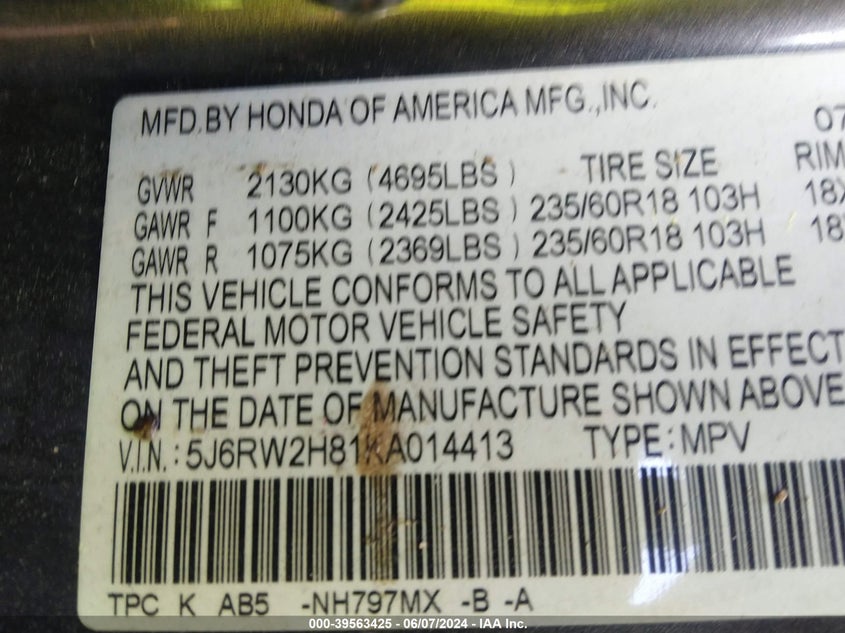 MFD. BY HONDA OF AMERICA MFG., INC.
07
GVWR 2130KG (4695LBS) TIRE SIZE RIM
GAWR F 1100KG (2425LBS) 235/60R18 103H 18X
GAWR R 1075KG (2369LBS) 235/60R18 103H 18
THIS VEHICLE CONFORMS TO ALL APPLICABLE
FEDERAL MOTOR VEHICLE SAFETY
AND THEFT PREVENTION STANDARDS IN EFFECT
ON THE DATE OF MANUFACTURE SHOWN ABOVE
V.I.N.: 5J6RW2H81KA014413 TYPE: MPV
TPC K AB5 -NH797MX -B -A
000-39563425 - 06/07/2024 - IAA Inc.